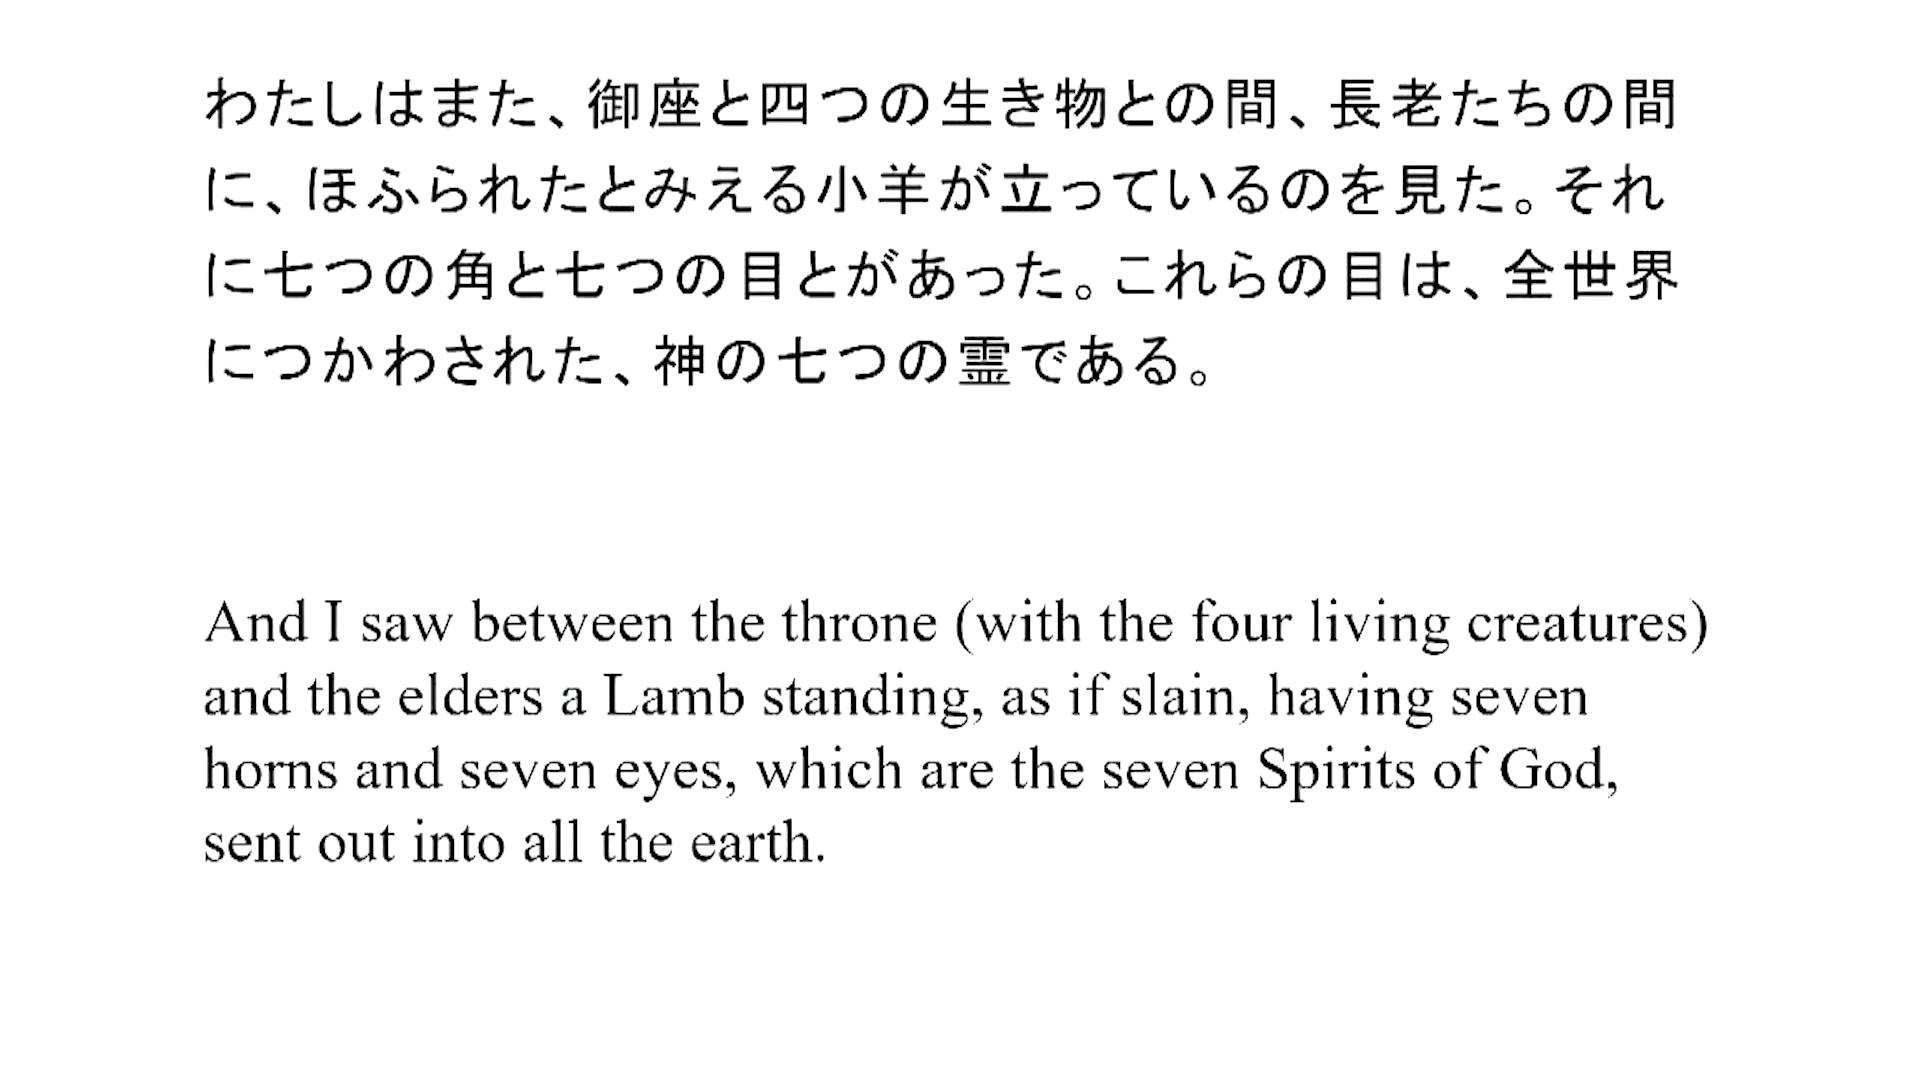 わたしはまた、御座と四つの生き物との間、長老たちの間
に、ほふられたとみえる小羊が立っているのを見た。それ
に七つの角と七つの目とがあった。これらの目は、全世界
につかわされた、神の七つの霊である。
And I saw between the throne (with the four living creatures)
and the elders a Lamb standing, as if slain, having seven
horns and seven eyes, which are the seven Spirits of God,
sent out into all the earth.